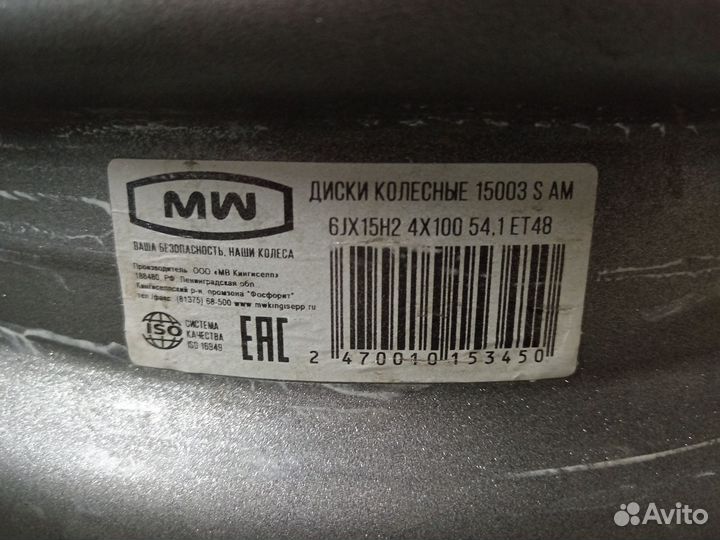 MW
ВАША БЕЗОПАСНОСТЬ, НАШИ КОЛЕСА
Производитель ООО «МВ Кингисепп»
188480, РФ, Ленинградская обл.
Кингисеппский р-н, промзона "Фосфорит"
тел./факс: (81375) 68-500 www.mwkingisepp.ru
ISO
СИСТЕМА
КАЧЕСТВА
ISO 16949
EAC
ДИСКИ КОЛЕСНЫЕ 15003 S AM
6JX15H2 4X100 54.1 ET48
2 470010 153450
Avito